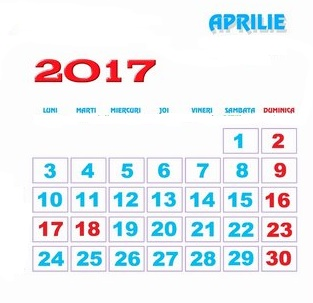 APRILIE
2017
LUNI MARTI MIERCURI JOI VINERI SAMBATA DUMINICA
1 2
3 4 5 6 7 8 9
10 11 12 13 14 15 16
17 18 19 20 21 22 23
24 25 26 27 28 29 30